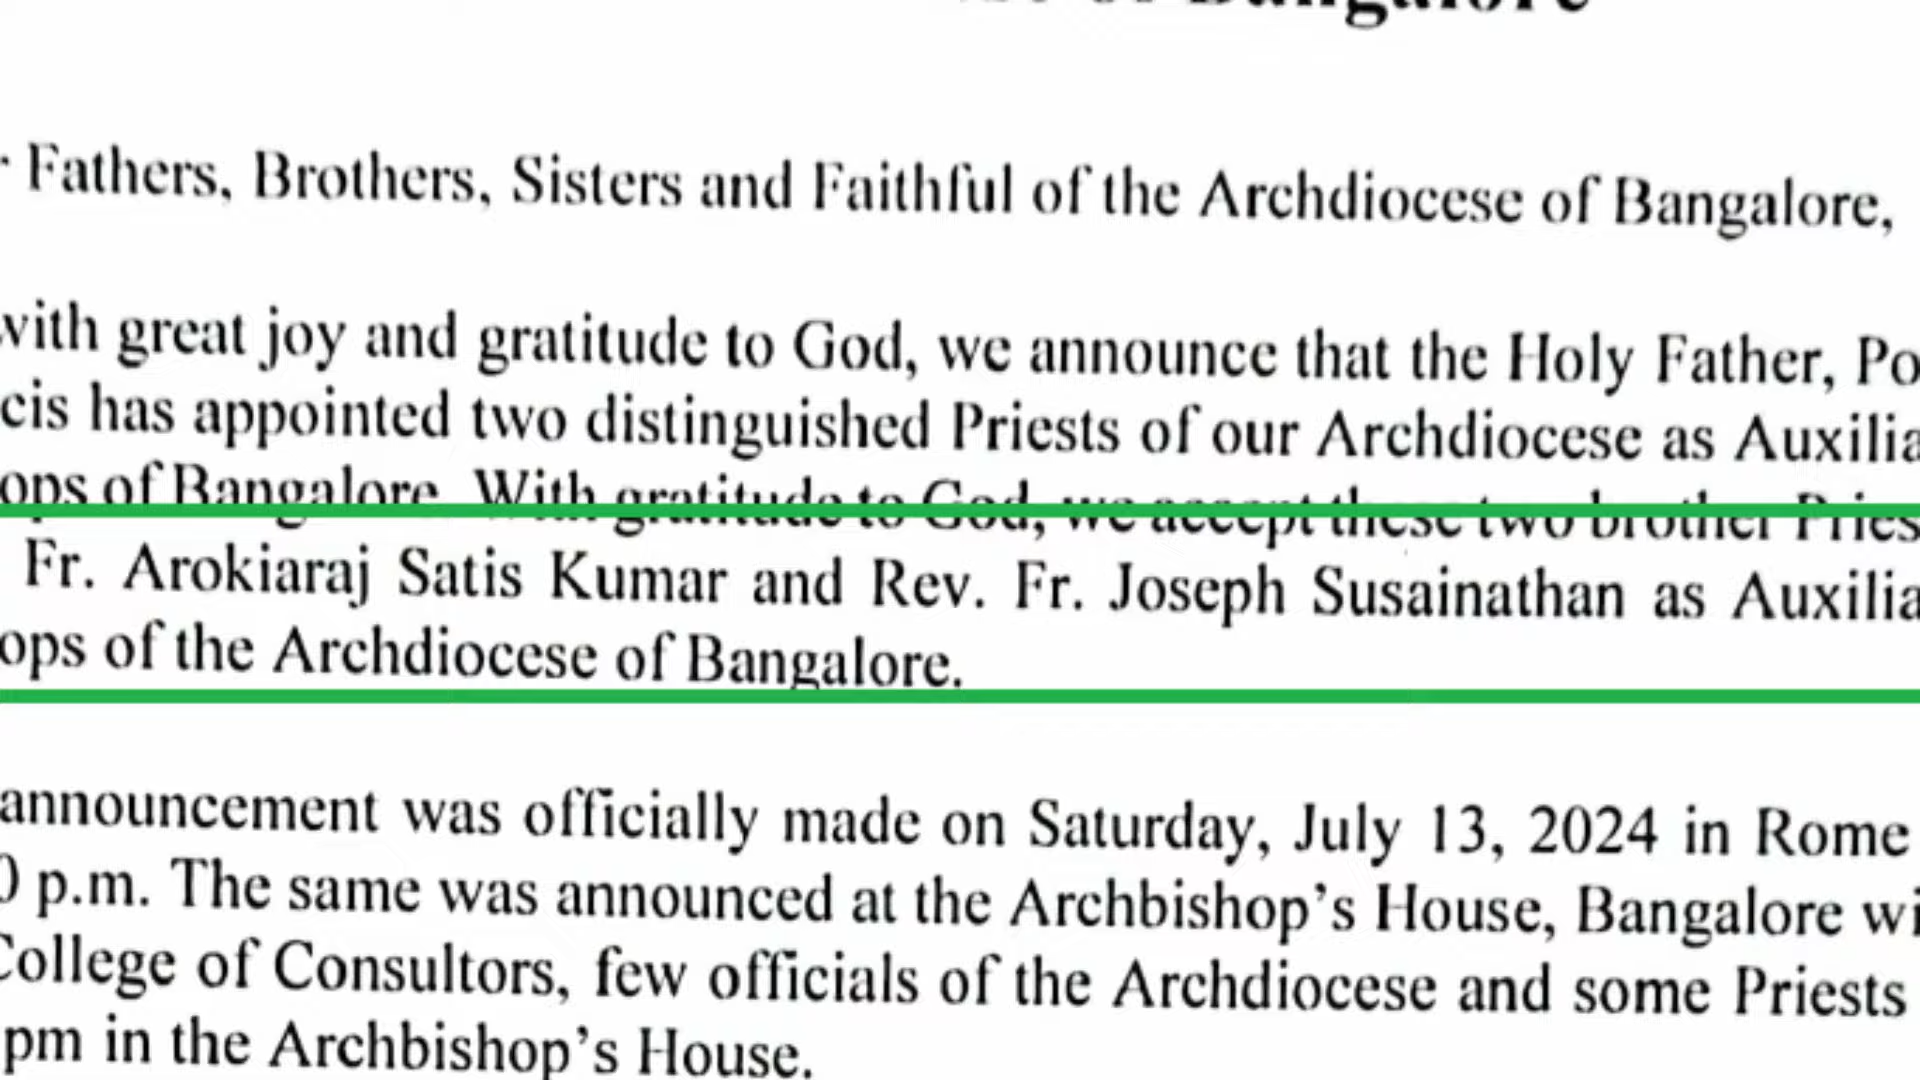 of Bangalore
Fathers, Brothers, Sisters and Faithful of the Archdiocese of Bangalore,
with great joy and gratitude to God, we announce that the Holy Father, Po
cis has appointed two distinguished Priests of our Archdiocese as Auxilia
ops of Bangalore. With gratitude to God, we accept these two brother Pries
Fr. Arokiaraj Satis Kumar and Rev. Fr. Joseph Susainathan as Auxilia
ops of the Archdiocese of Bangalore.
announcement was officially made on Saturday, July 13, 2024 in Rome
0 p.m. The same was announced at the Archbishop's House, Bangalore wi
College of Consultors, few officials of the Archdiocese and some Priests
pm in the Archbishop's House.